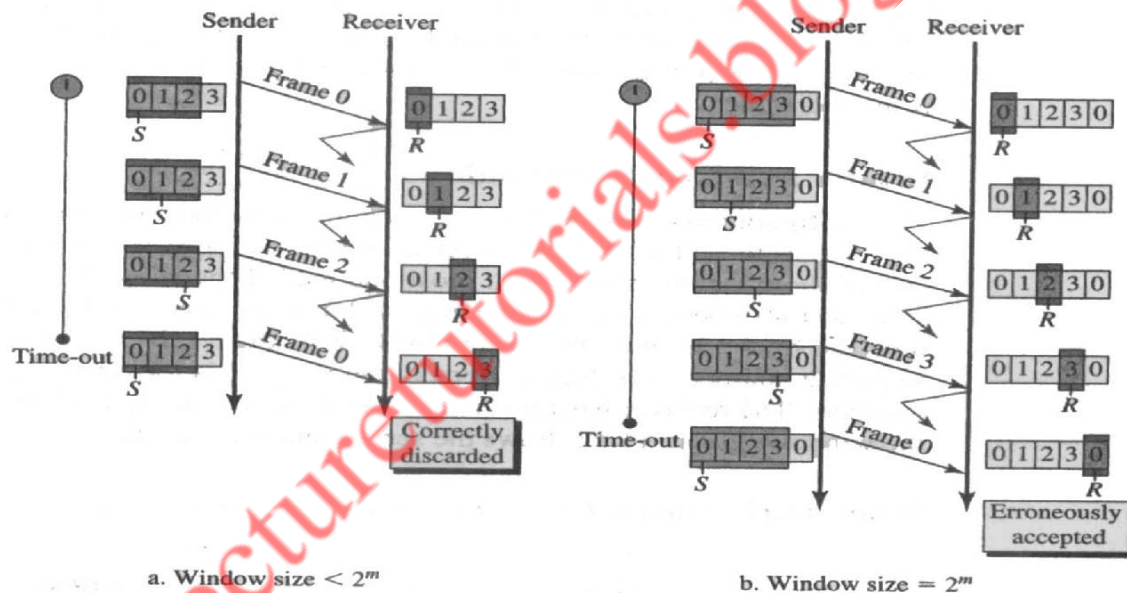 Sender Receiver
Frame 0
0 1 2 3
S
0 1 2 3
R
Frame 1
0 1 2 3
S
0 1 2 3
R
Frame 2
0 1 2 3
S
0 1 2 3
R
Time-out
Frame 0
0 1 2 3
S
0 1 2 3
R
Correctly
discarded
a. Window size < 2^m
Sender Receiver
Frame 0
0 1 2 3 0
S
0 1 2 3 0
R
Frame 1
0 1 2 3 0
S
0 1 2 3 0
R
Frame 2
0 1 2 3 0
S
0 1 2 3 0
R
Frame 3
0 1 2 3 0
S
0 1 2 3 0
R
Time-out
Frame 0
0 1 2 3 0
S
0 1 2 3 0
R
Erroneously
accepted
b. Window size = 2^m
ecturetutorials.blog